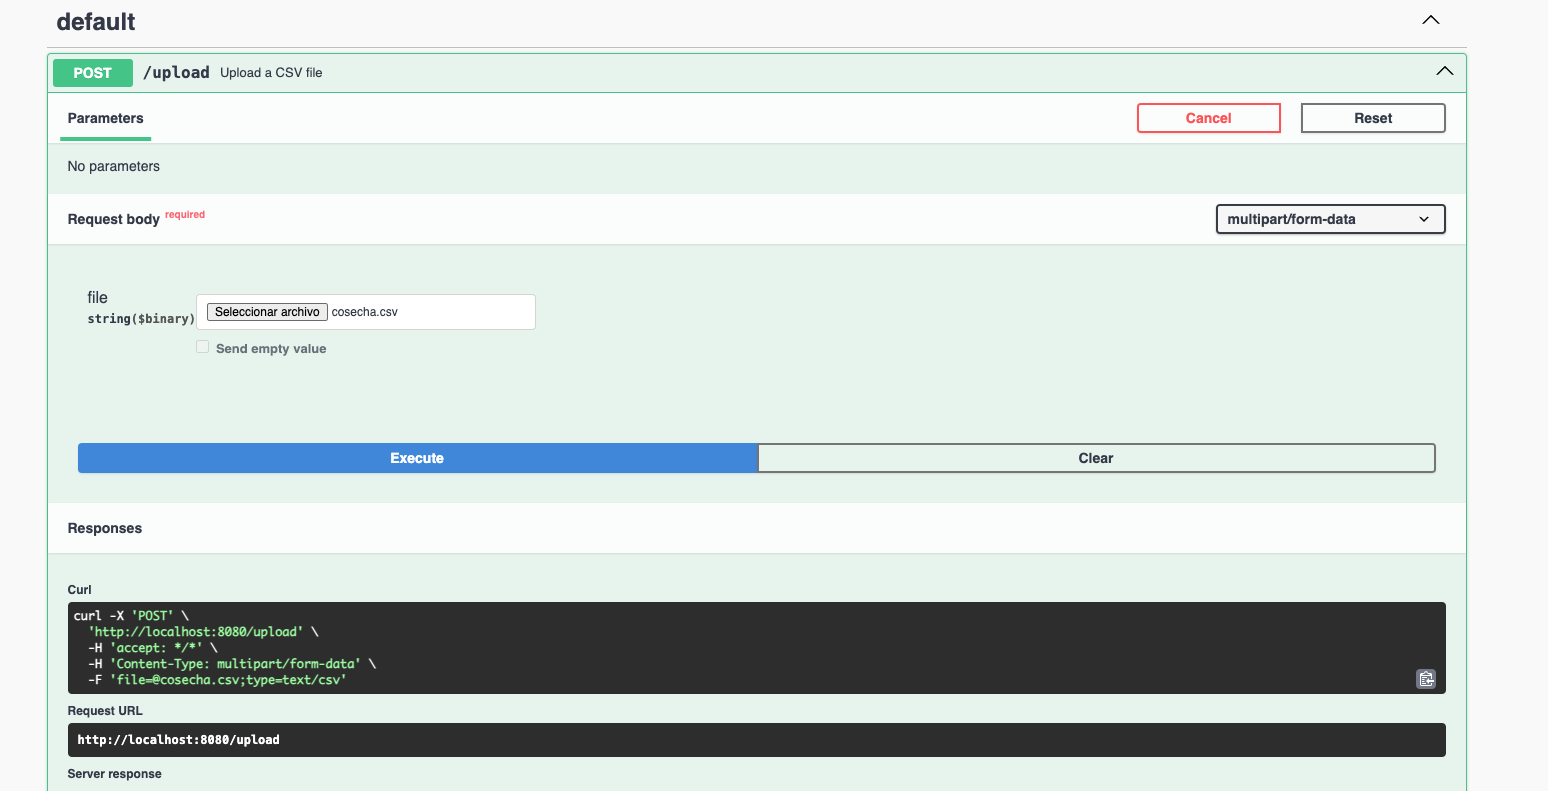 default
POST /upload Upload a CSV file
Parameters Cancel Reset
No parameters
Request body required multipart/form-data
file
string($binary) Seleccionar archivo cosecha.csv
Send empty value
Execute Clear
Responses
Curl
curl -X 'POST' \
'http://localhost:8080/upload' \
-H 'accept: */*' \
-H 'Content-Type: multipart/form-data' \
-F 'file=@cosecha.csv;type=text/csv'
Request URL
http://localhost:8080/upload
Server response